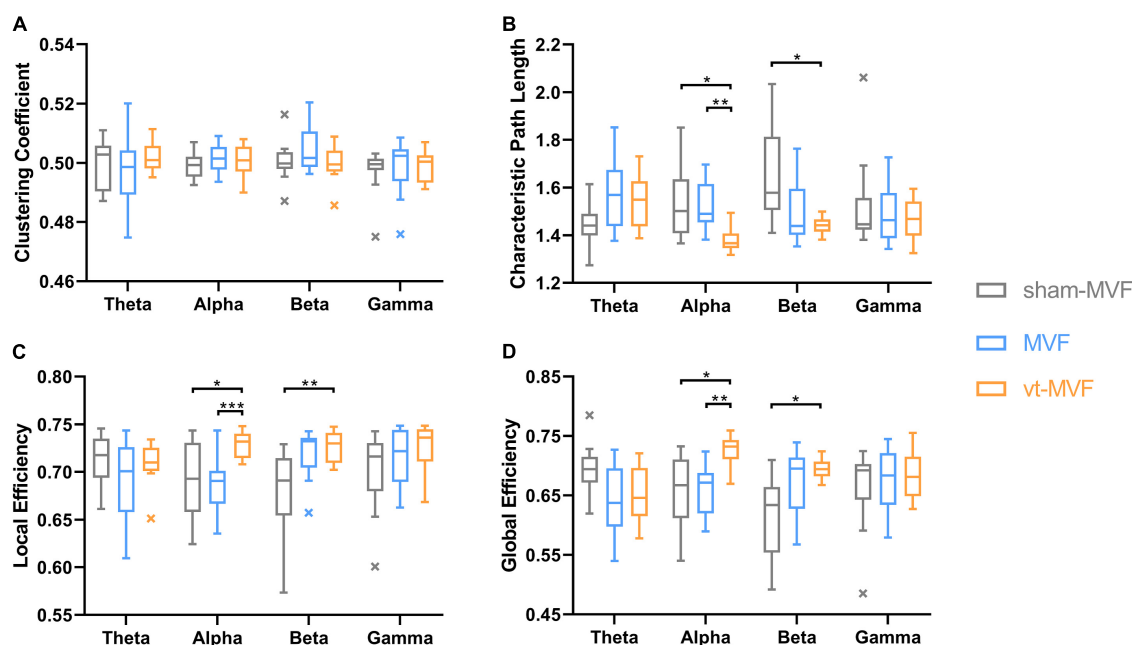 A
Clustering Coefficient
0.54
0.52
0.50
0.48
0.46
Theta Alpha Beta Gamma
B
Characteristic Path Length
2.2
2.0
1.8
1.6
1.4
1.2
* ** *
Theta Alpha Beta Gamma
C
Local Efficiency
0.80
0.75
0.70
0.65
0.60
0.55
* *** **
Theta Alpha Beta Gamma
D
Global Efficiency
0.85
0.75
0.65
0.55
0.45
* ** *
Theta Alpha Beta Gamma
sham-MVF
MVF
vt-MVF